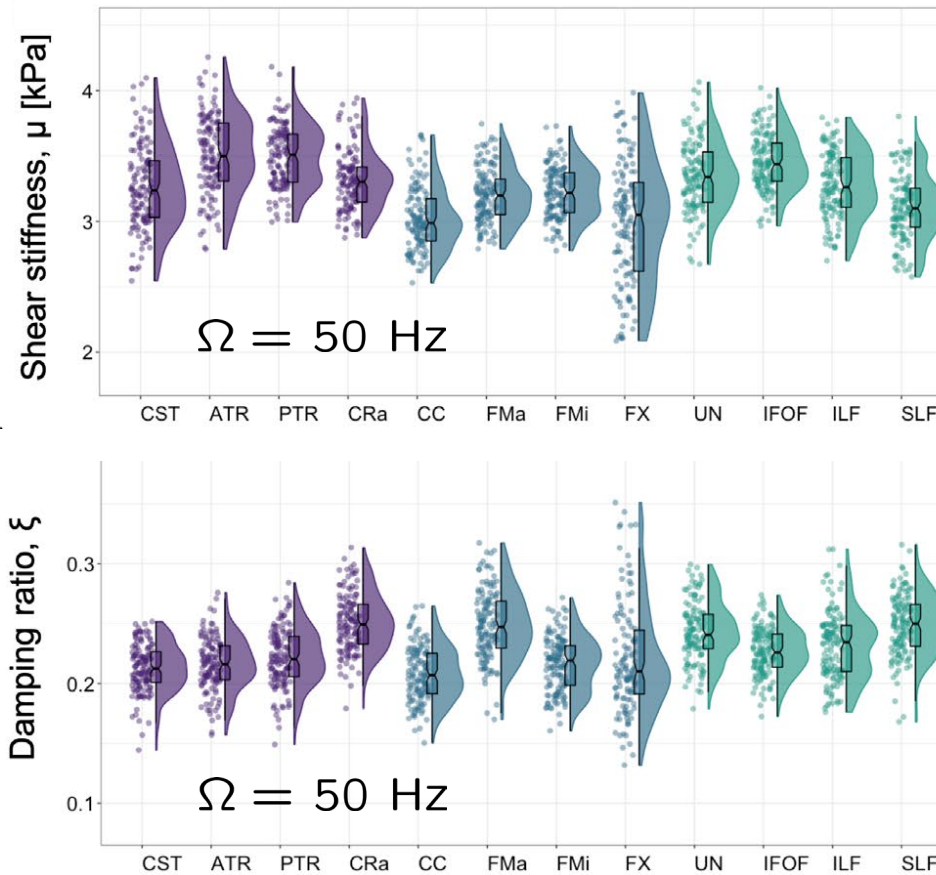 Shear stiffness, μ [kPa]
4
3
2
Ω = 50 Hz
CST ATR PTR CRa CC FMa FMi FX UN IFOF ILF SLF
Damping ratio, ξ
0.3
0.2
0.1
Ω = 50 Hz
CST ATR PTR CRa CC FMa FMi FX UN IFOF ILF SLF